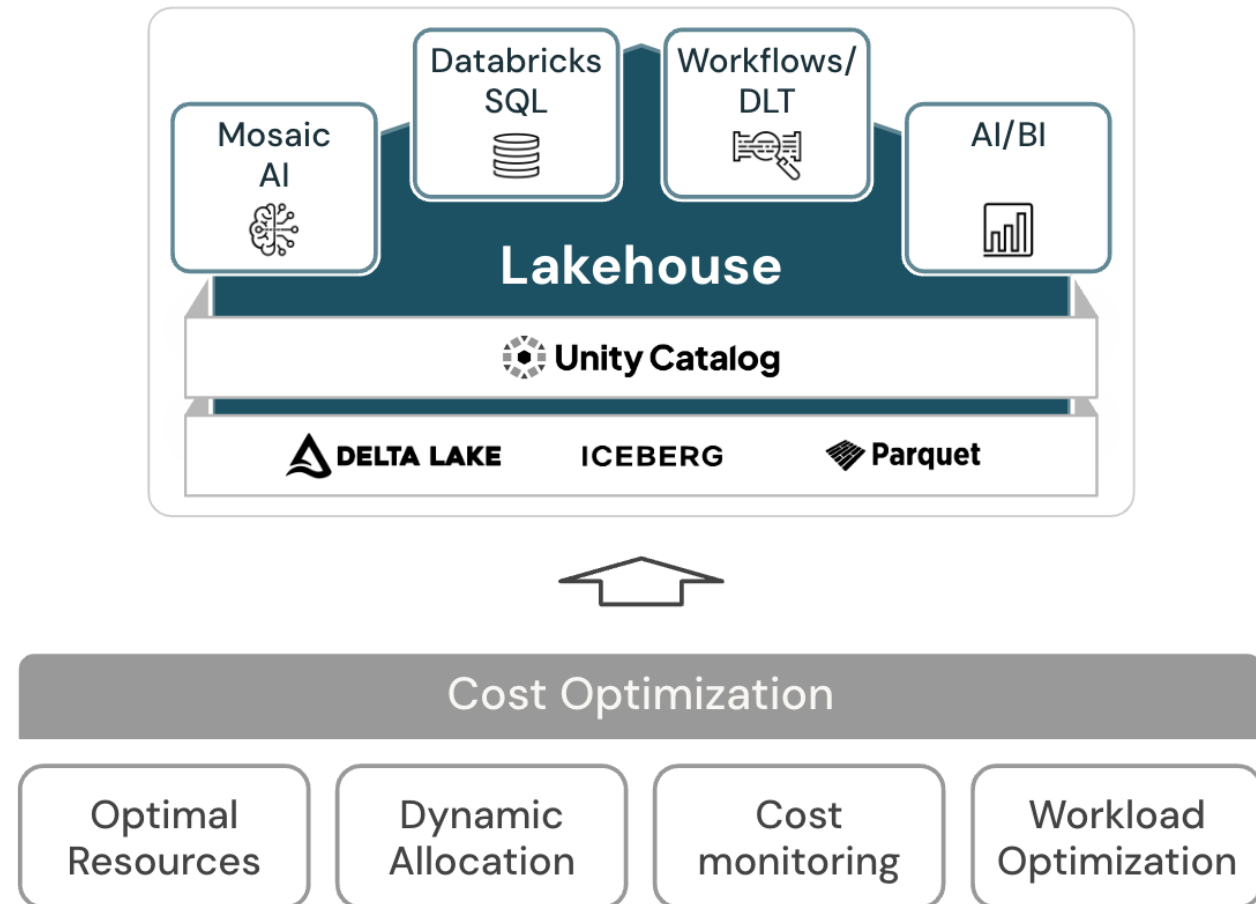 Mosaic
AI
Databricks
SQL
Workflows/
DLT
AI/BI
Lakehouse
Unity Catalog
DELTA LAKE
ICEBERG
Parquet
Cost Optimization
Optimal
Resources
Dynamic
Allocation
Cost
monitoring
Workload
Optimization